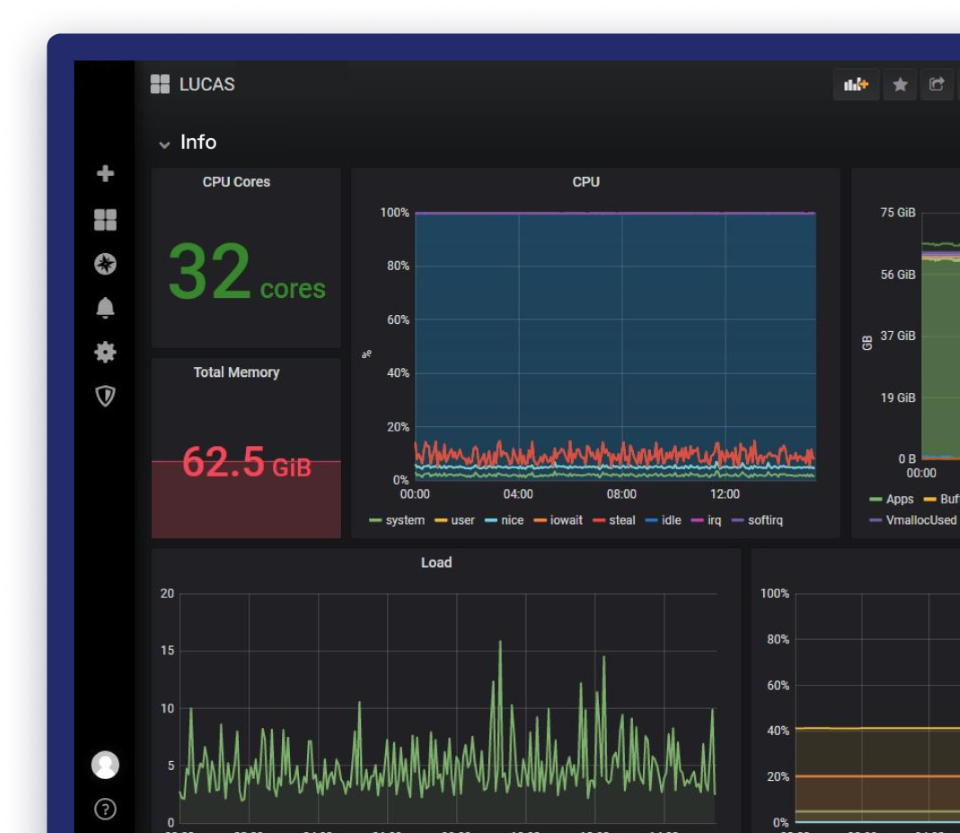 LUCAS
Info
CPU Cores
32 cores
Total Memory
62.5 GiB
CPU
100%
80%
60%
40%
20%
0%
%
00:00 04:00 08:00 12:00
system user nice iowait steal idle irq softirq
75 GiB
56 GiB
37 GiB
19 GiB
0 B
GB
00:00
Apps
VmallocUsed
Load
20
15
10
5
0
100%
80%
60%
40%
20%
0%